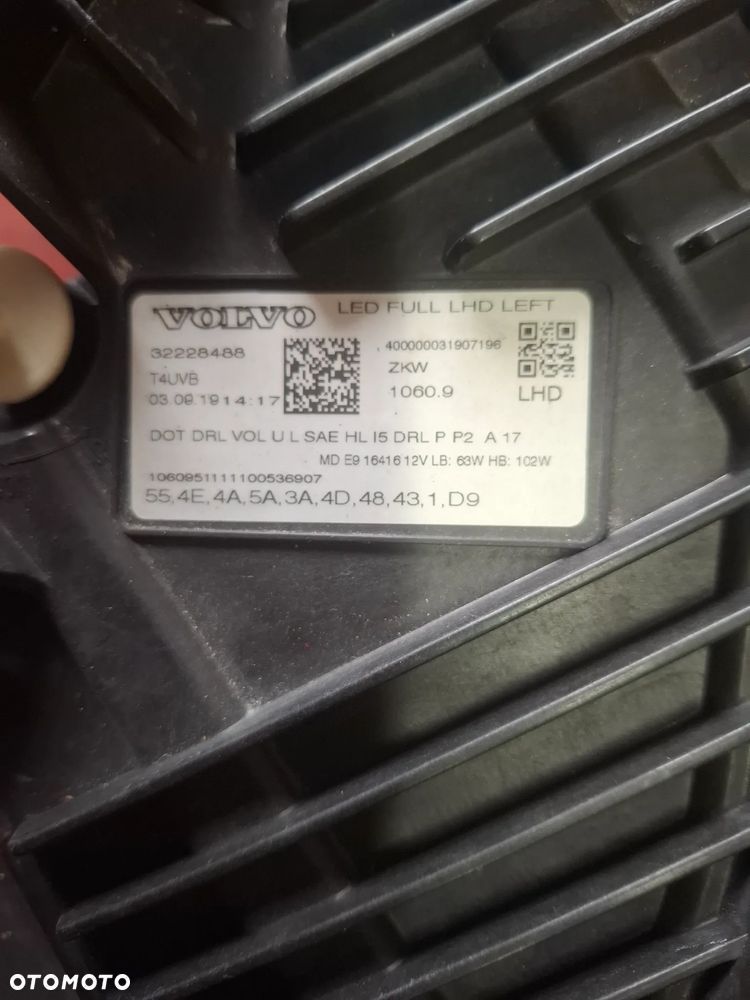 VOLVO LED FULL LHD LEFT
32228488 400000031907196
T4UVB ZKW
03.09.19 14:17 1060.9 LHD
DOT DRL VOL U L SAE HL I5 DRL P P2 A 17
MD E9 16416 12V LB: 63W HB: 102W
1060951111100536907
55,4E,4A,5A,3A,4D,48,43,1,D9
OTOMOTO